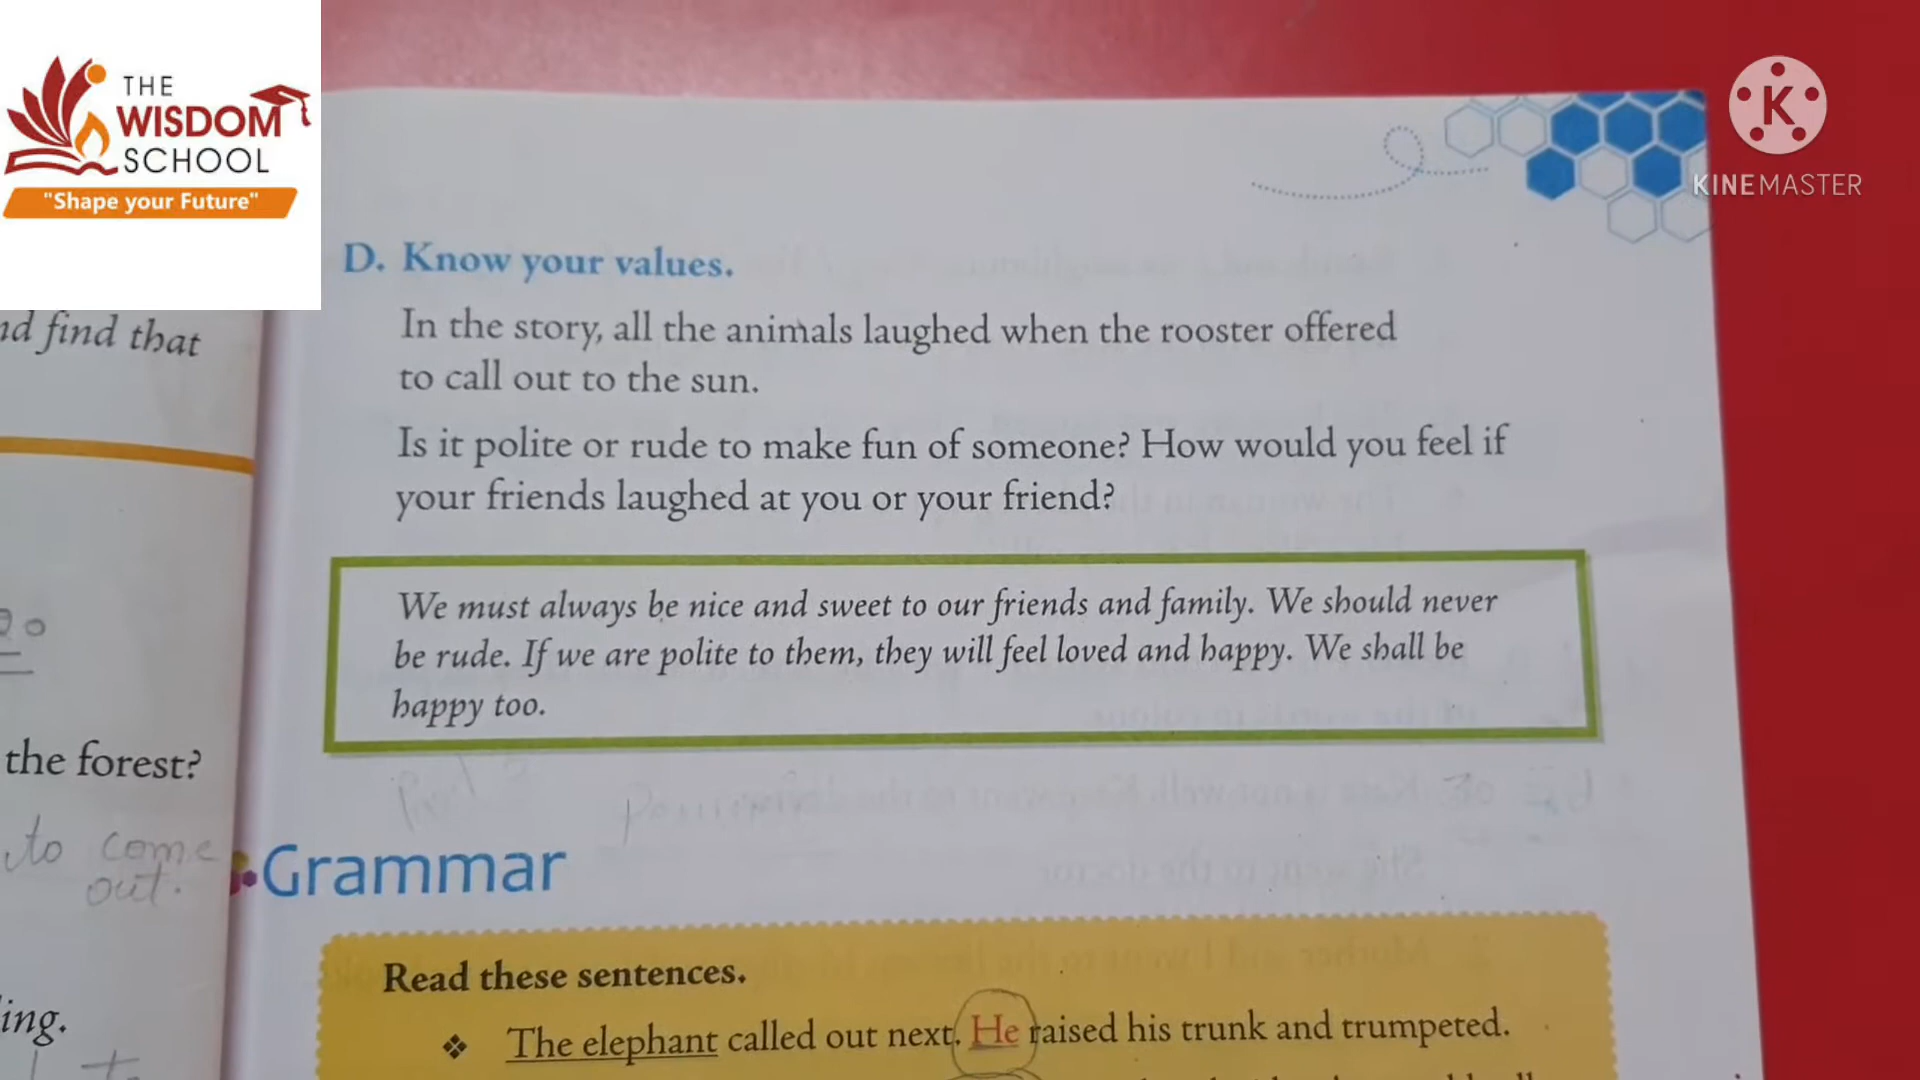 THE
WISDOM
SCHOOL
"Shape your Future"
K
KINEMASTER
find that
the forest?
to come
out.
ing.
D. Know your values.
In the story, all the animals laughed when the rooster offered
to call out to the sun.
Is it polite or rude to make fun of someone? How would you feel if
your friends laughed at you or your friend?
We must always be nice and sweet to our friends and family. We should never
be rude. If we are polite to them, they will feel loved and happy. We shall be
happy too.
Grammar
Read these sentences.
❖ The elephant called out next. He raised his trunk and trumpeted.